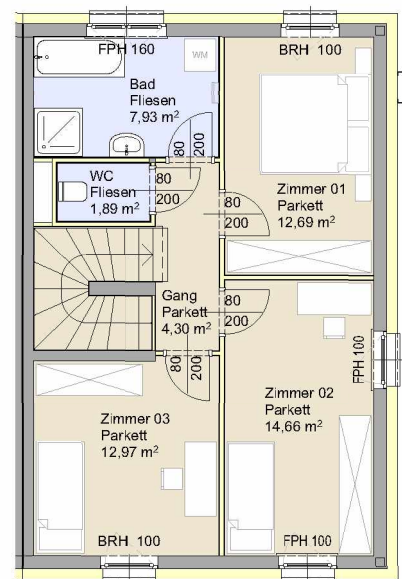 FPH 160
BRH 100
WM
Bad
Fliesen
7,93 m²
80
200
WC
Fliesen
1,89 m²
80
200
Zimmer 01
Parkett
12,69 m²
80
200
Gang
Parkett
4,30 m²
80
200
80
200
FPH 100
Zimmer 02
Parkett
14,66 m²
Zimmer 03
Parkett
12,97 m²
BRH 100
FPH 100